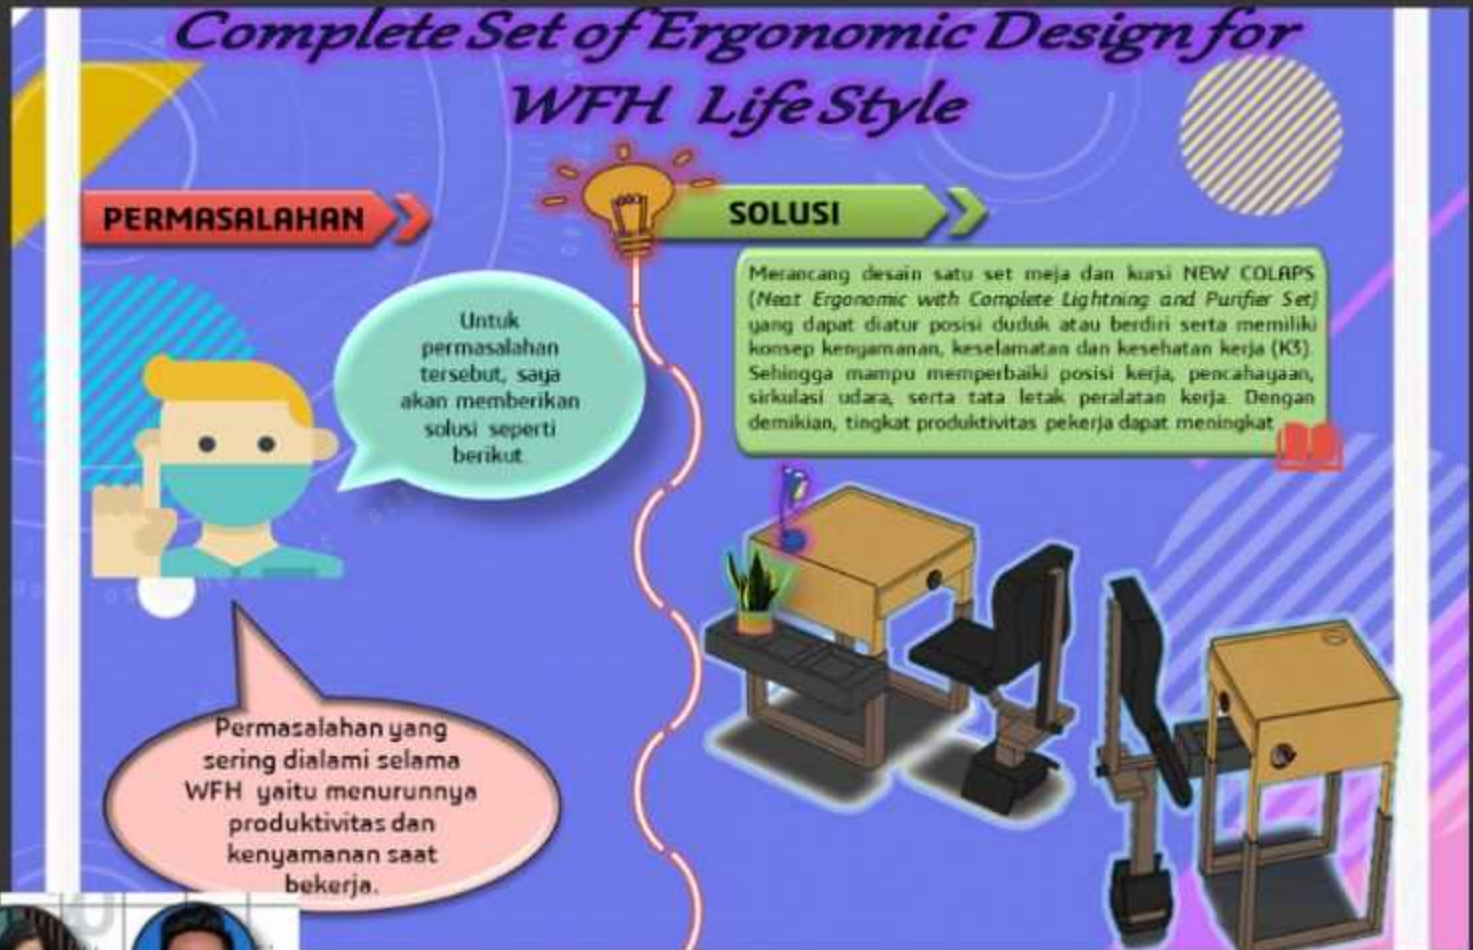 Complete Set of Ergonomic Design for
WFH Life Style
PERMASALAHAN
SOLUSI
Untuk
permasalahan
tersebut, saya
akan memberikan
solusi seperti
berikut.
Merancang desain satu set meja dan kursi NEW COLAPS
(Neat Ergonomic with Complete Lightning and Purifier Set)
yang dapat diatur posisi duduk atau berdiri serta memiliki
konsep kenyamanan, keselamatan dan kesehatan kerja (K3).
Sehingga mampu memperbaiki posisi kerja, pencahayaan,
sirkulasi udara, serta tata letak peralatan kerja. Dengan
demikian, tingkat produktivitas pekerja dapat meningkat
Permasalahan yang
sering dialami selama
WFH yaitu menurunnya
produktivitas dan
kenyamanan saat
bekerja.